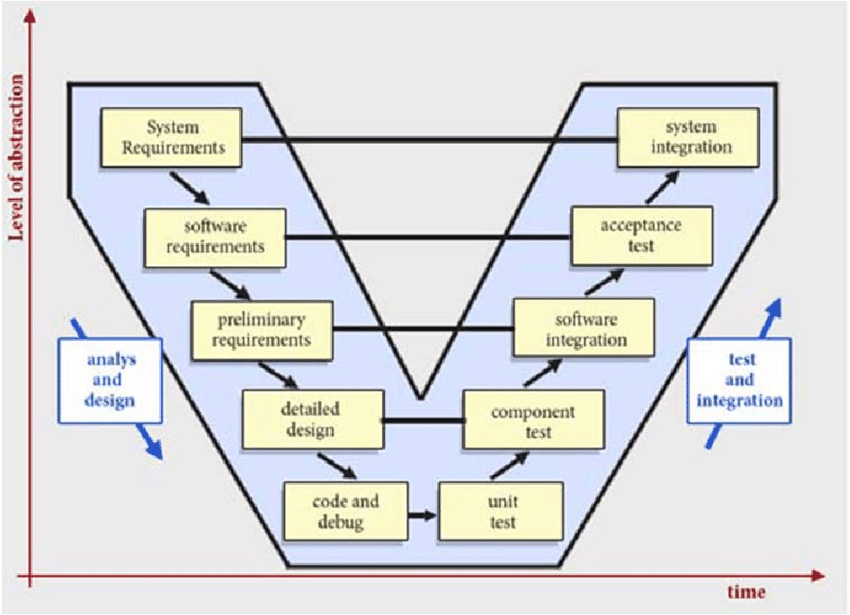 Level of abstraction
System
Requirements
system
integration
software
requirements
acceptance
test
preliminary
requirements
software
integration
analys
and
design
test
and
integration
detailed
design
component
test
code and
debug
unit
test
time